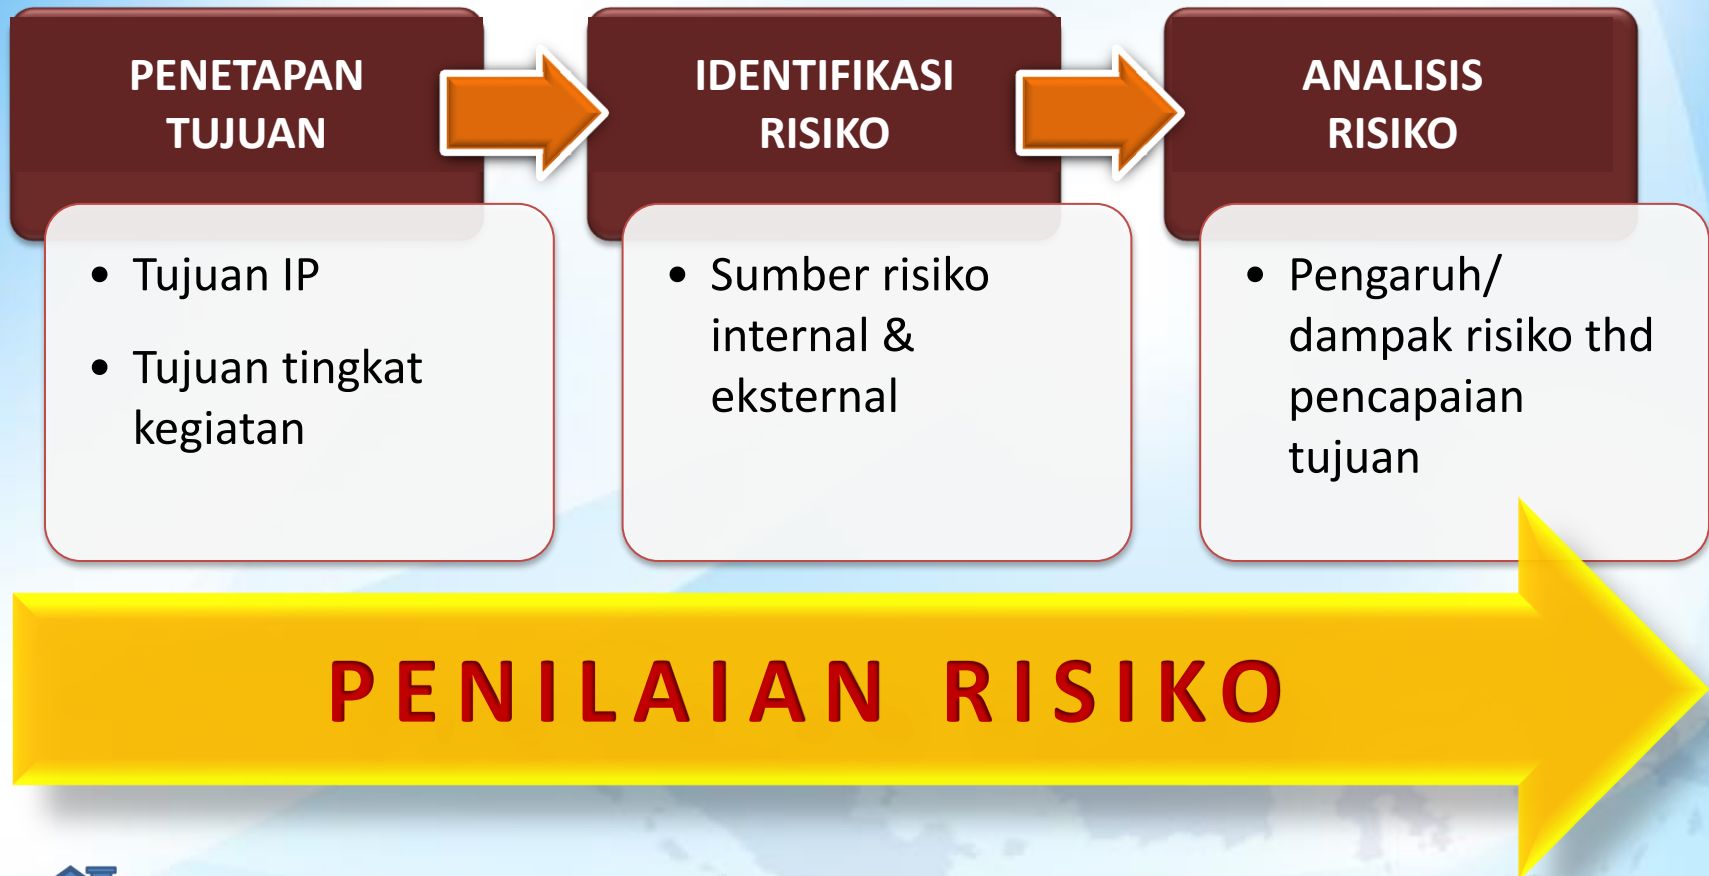 PENETAPAN
TUJUAN
• Tujuan IP
• Tujuan tingkat
kegiatan
IDENTIFIKASI
RISIKO
• Sumber risiko
internal &
eksternal
ANALISIS
RISIKO
• Pengaruh/
dampak risiko thd
pencapaian
tujuan
PENILAIAN RISIKO